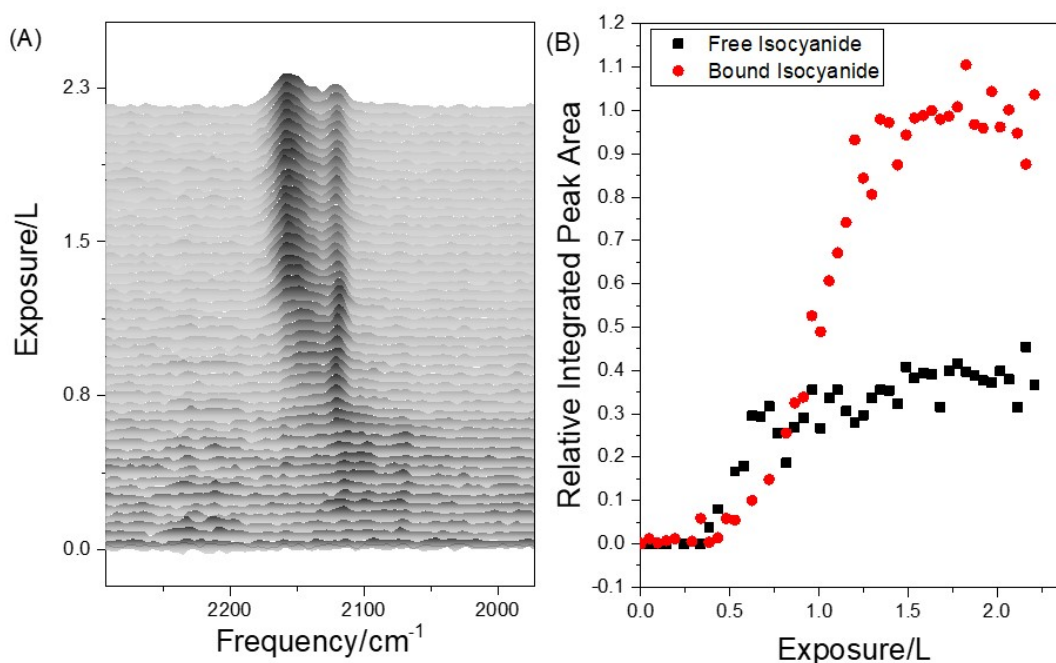 (A)
2.3
1.5
0.8
0.0
Exposure/L
2200 2100 2000
Frequency/cm⁻¹
(B)
Free Isocyanide
Bound Isocyanide
1.2
1.1
1.0
0.9
0.8
0.7
0.6
0.5
0.4
0.3
0.2
0.1
0.0
-0.1
Relative Integrated Peak Area
0.0 0.5 1.0 1.5 2.0
Exposure/L